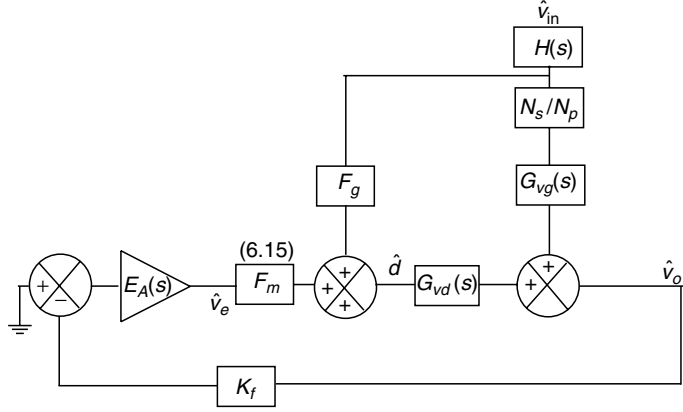 v̂in
H(s)
Ns/Np
Fg
Gvg(s)
(6.15)
+
+
+
+
EA(s)
Fm
+
d̂
Gvd(s)
+
v̂o
−
v̂e
+
Kf